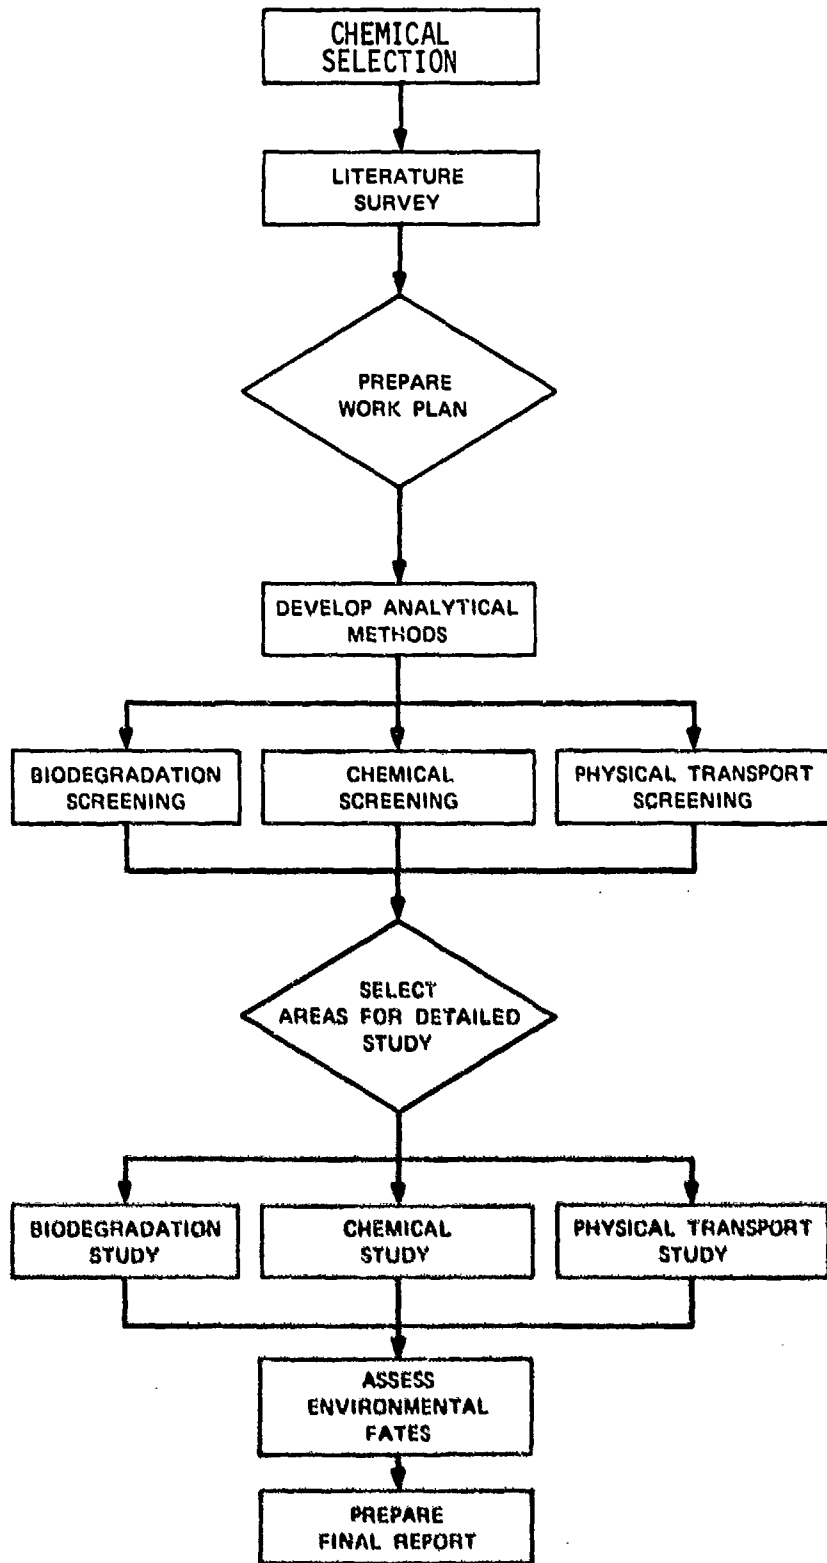 CHEMICAL
SELECTION
LITERATURE
SURVEY
PREPARE
WORK PLAN
DEVELOP ANALYTICAL
METHODS
BIODEGRADATION
SCREENING
CHEMICAL
SCREENING
PHYSICAL TRANSPORT
SCREENING
SELECT
AREAS FOR DETAILED
STUDY
BIODEGRADATION
STUDY
CHEMICAL
STUDY
PHYSICAL TRANSPORT
STUDY
ASSESS
ENVIRONMENTAL
FATES
PREPARE
FINAL REPORT